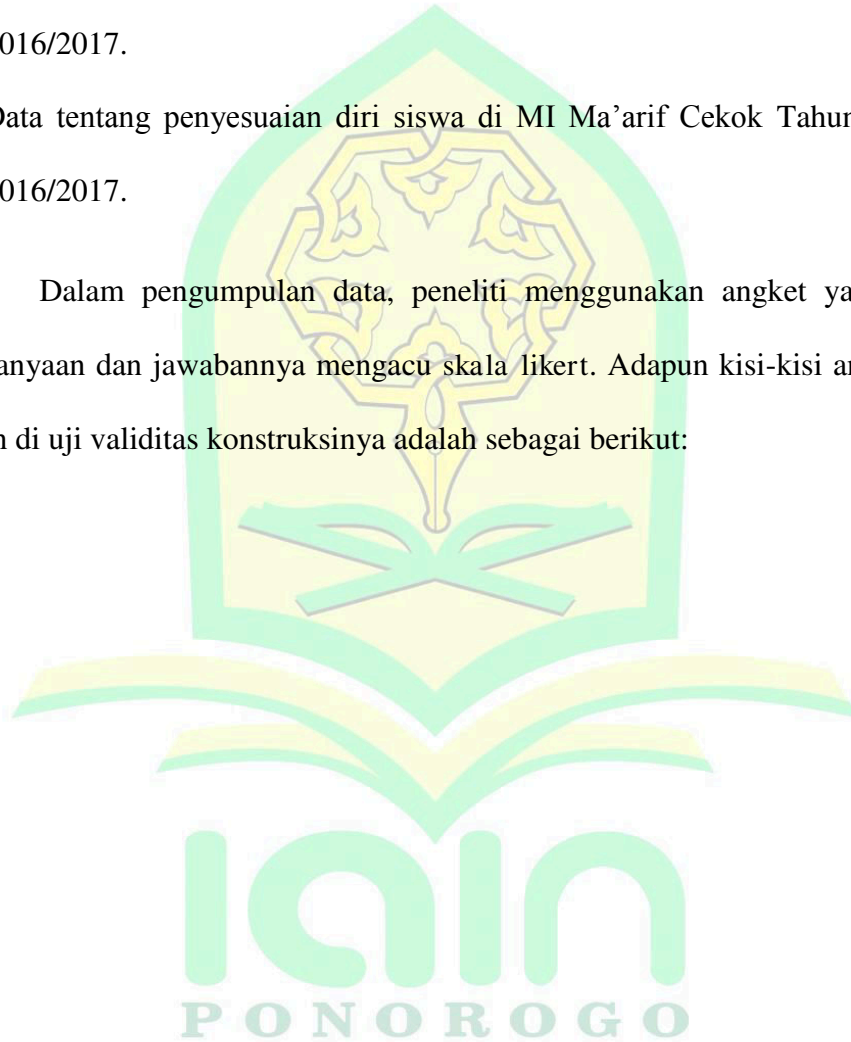 016/2017.
Data tentang penyesuaian diri siswa di MI Ma'arif Cekok Tahun
016/2017.
Dalam pengumpulan data, peneliti menggunakan angket ya
anyaan dan jawabannya mengacu skala likert. Adapun kisi-kisi an
n di uji validitas konstruksinya adalah sebagai berikut:
iain
PONOROGO